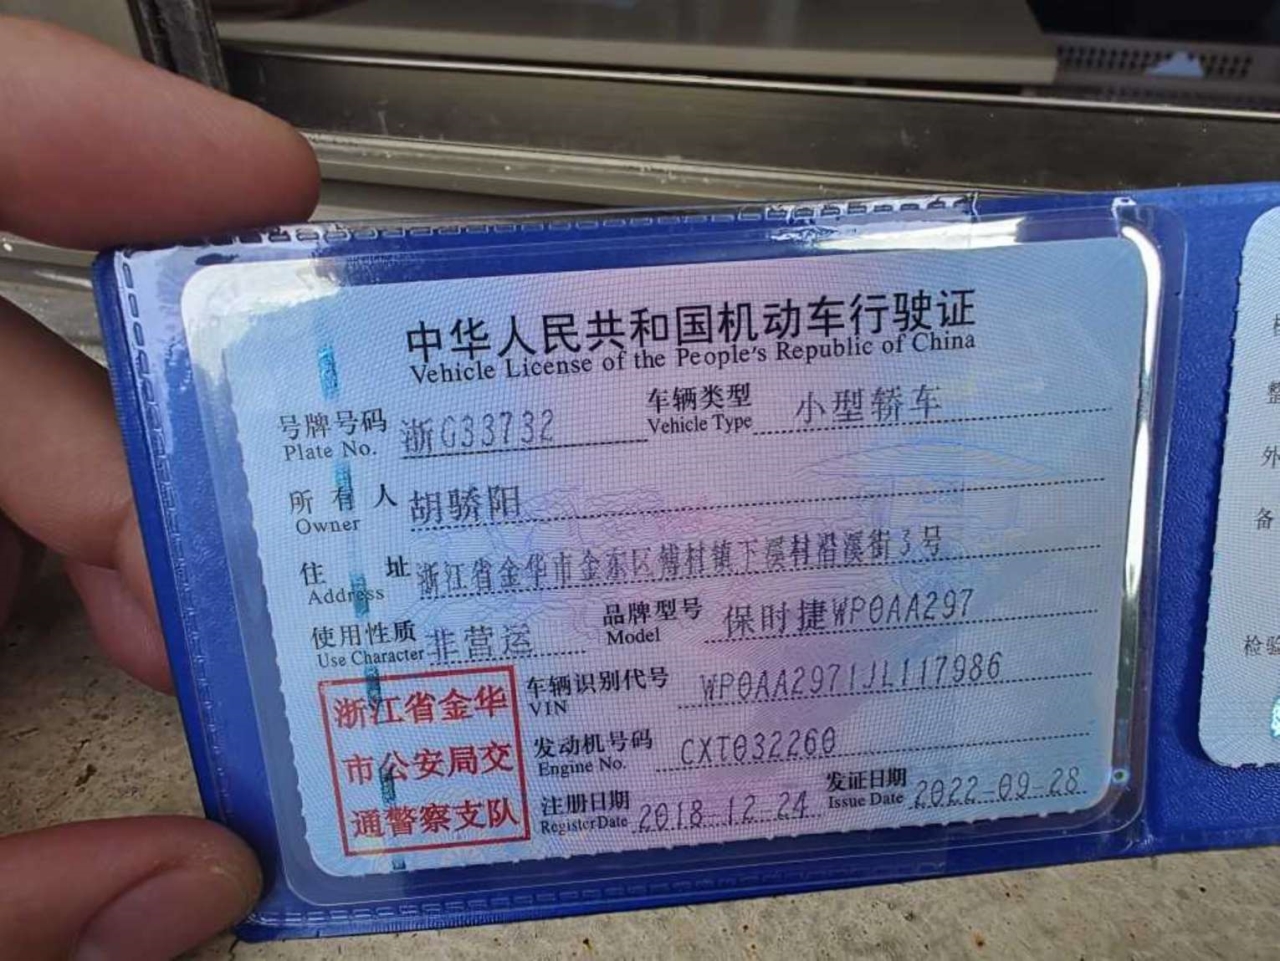 中华人民共和国机动车行驶证
Vehicle License of the People's Republic of China
号牌号码 浙G33732 车辆类型 小型轿车
Plate No. Vehicle Type
所有人 胡骄阳
Owner
住址 浙江省金华市金东区傅村镇下溪村沿溪街3号
Address
使用性质 非营运 品牌型号 保时捷WP0AA297
Use Character Model
车辆识别代号 WP0AA2971JL117986
VIN
发动机号码 CXT032260
Engine No.
注册日期 2018-12-24 发证日期 2022-09-28
Register Date Issue Date
浙江省金华
市公安局交
通警察支队
整
外
备
检验